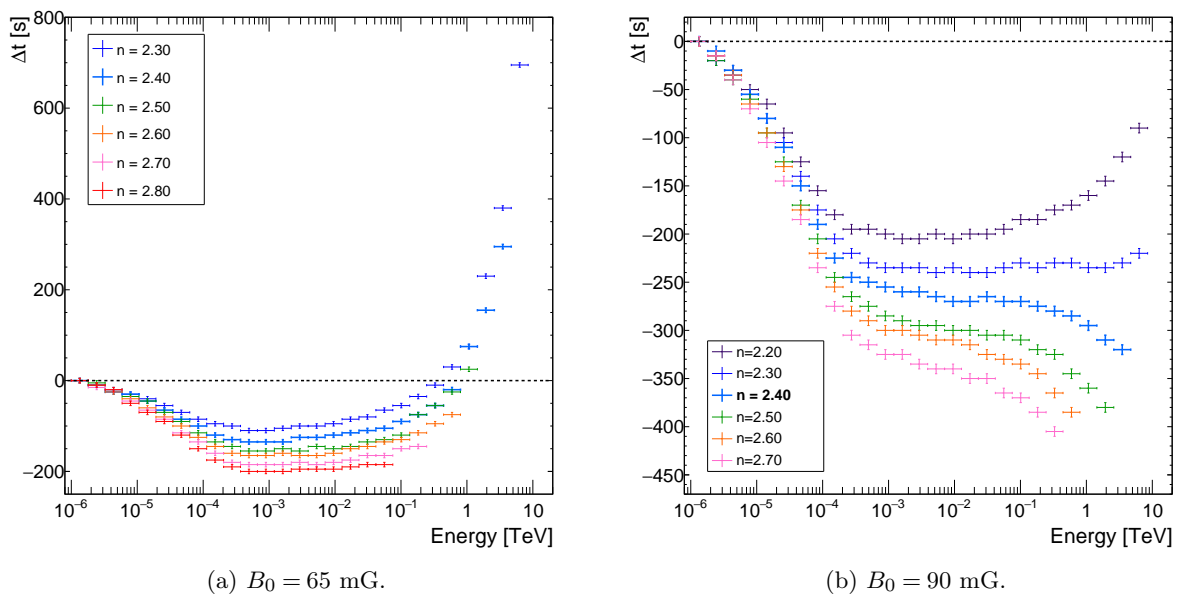 Δt [s]
800
600
400
200
0
−200
n = 2.30
n = 2.40
n = 2.50
n = 2.60
n = 2.70
n = 2.80
10⁻⁶ 10⁻⁵ 10⁻⁴ 10⁻³ 10⁻² 10⁻¹ 1 10
Energy [TeV]
(a) B₀ = 65 mG.
Δt [s]
0
−50
−100
−150
−200
−250
−300
−350
−400
−450
n=2.20
n=2.30
n = 2.40
n=2.50
n=2.60
n=2.70
10⁻⁶ 10⁻⁵ 10⁻⁴ 10⁻³ 10⁻² 10⁻¹ 1 10
Energy [TeV]
(b) B₀ = 90 mG.